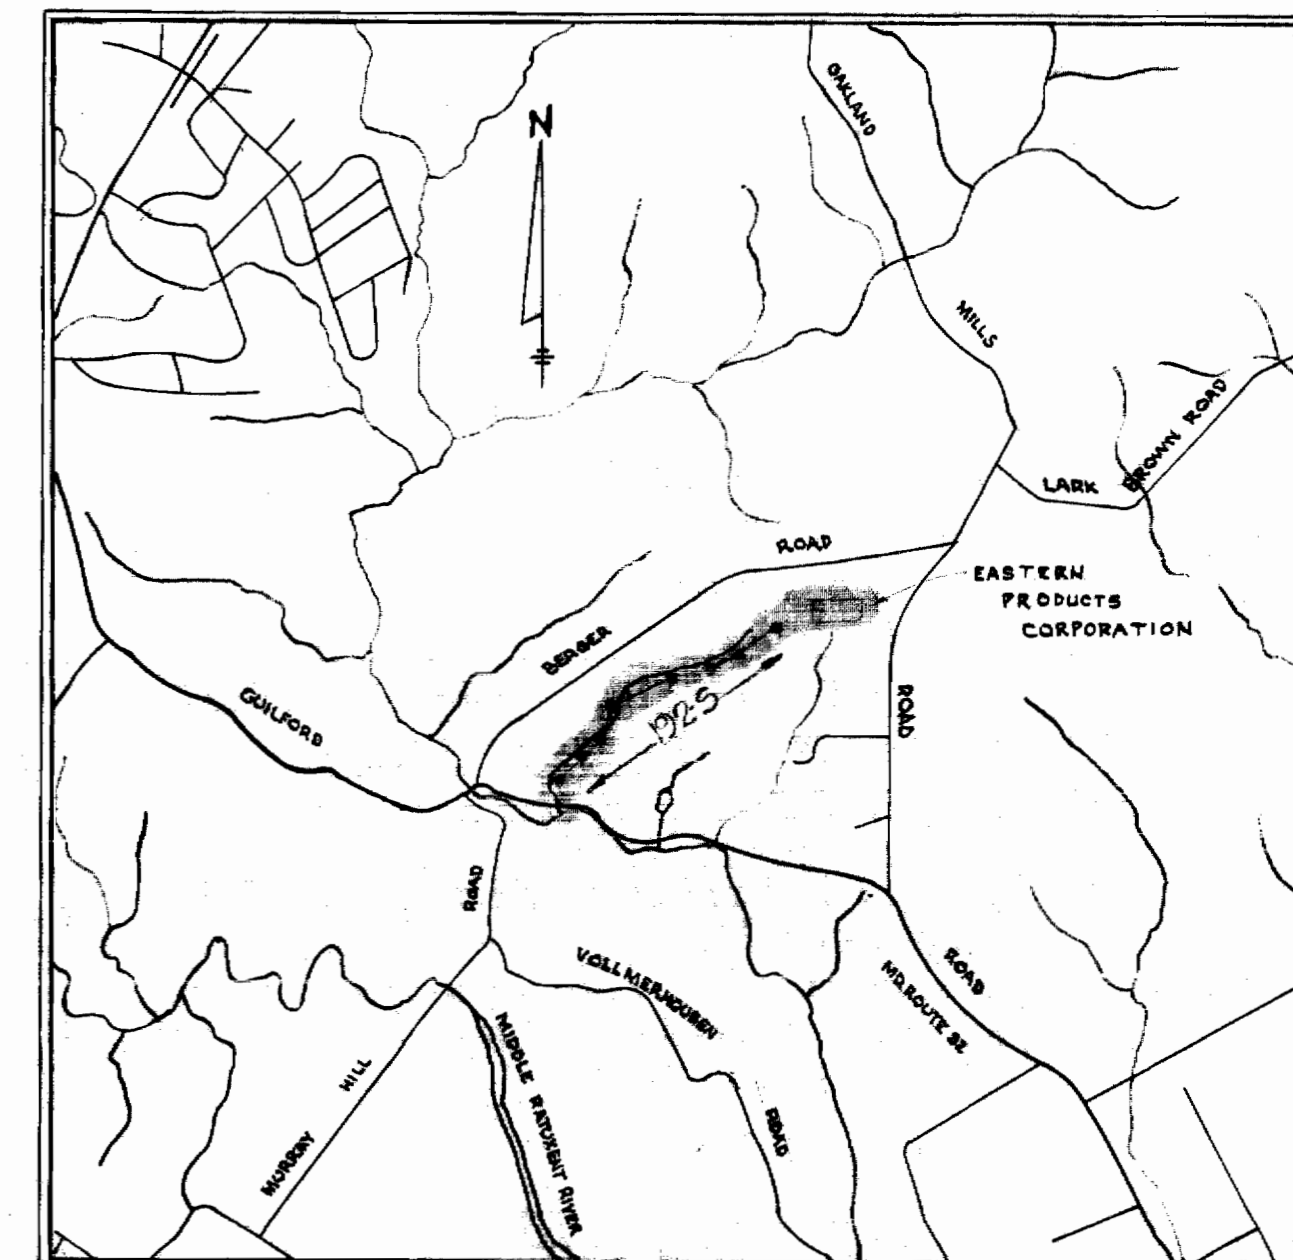 N
OAKLAND
MILLS
BROWN ROAD
LARK
ROAD
EASTERN
PRODUCTS
CORPORATION
BERGER
192-S
ROAD
GUILFORD
ROAD
VOLLMERHOUSEN
ROAD
MD. ROUTE 32
MIDDLE PATUXENT RIVER
HILL
MURRAY
ROAD